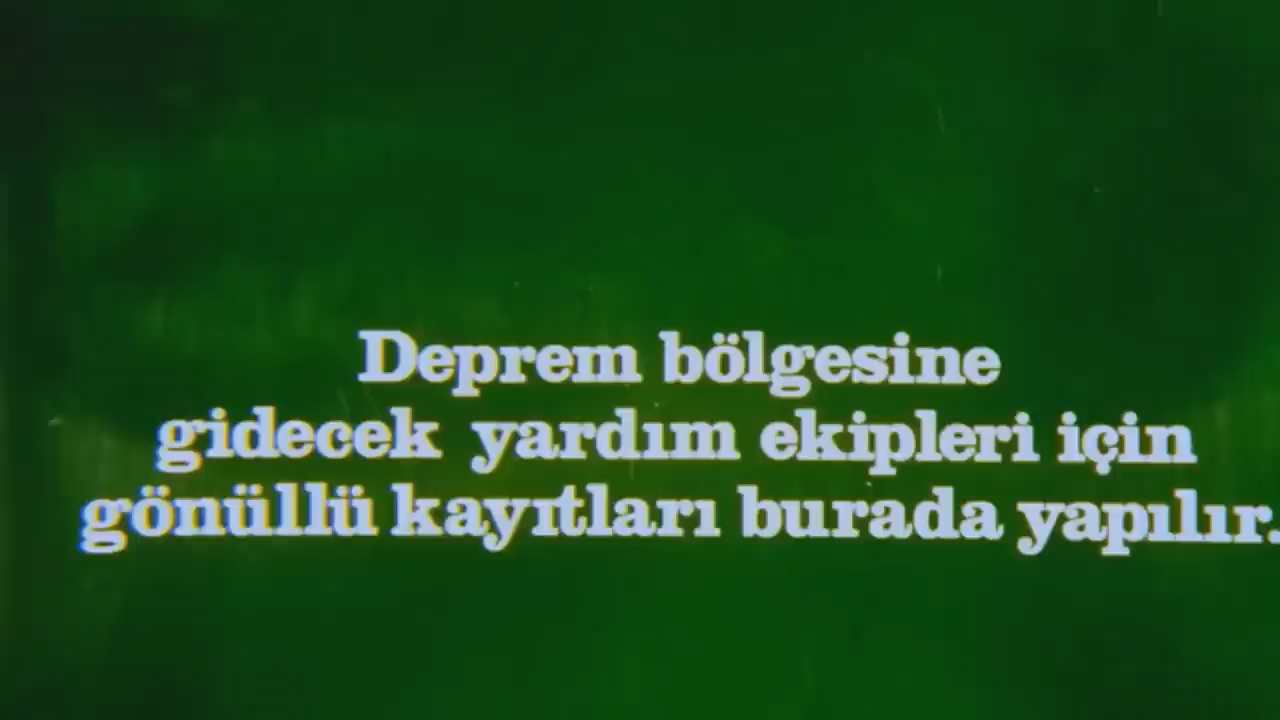 Deprem bölgesine
gidecek yardım ekipleri için
gönüllü kayıtları burada yapılır.